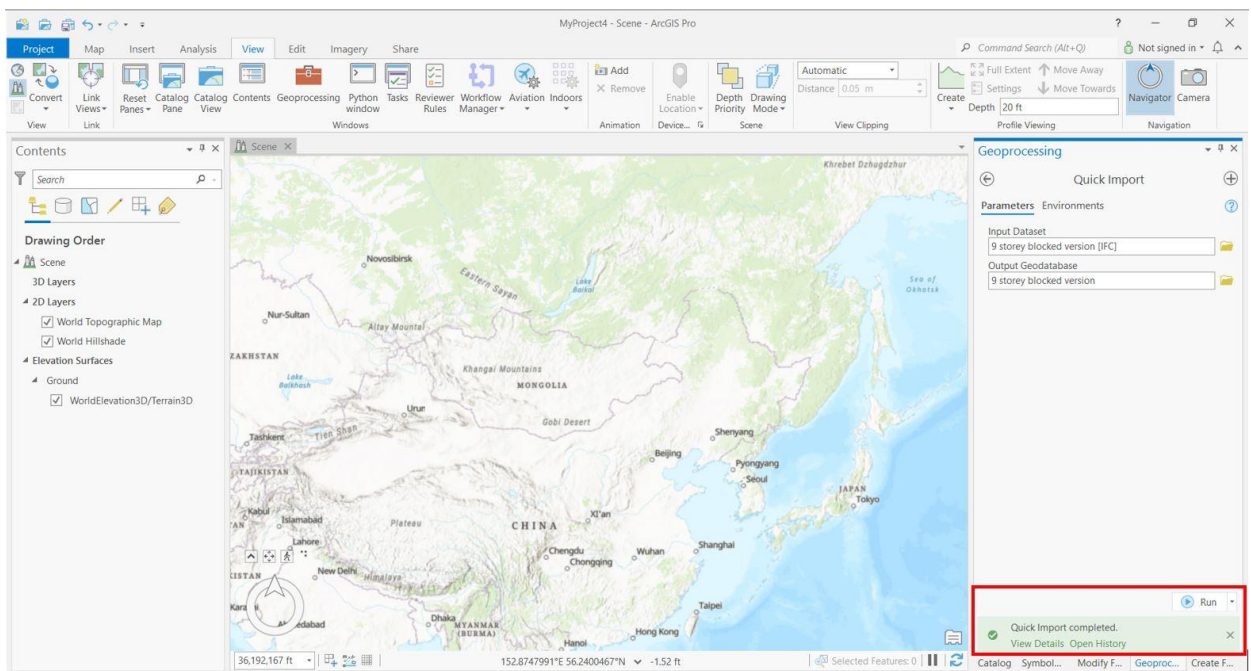 MyProject4 - Scene - ArcGIS Pro
?
Project Map Insert Analysis View Edit Imagery Share
Command Search (Alt+Q)
Not signed in
Convert
Link Views
Reset Panes
Catalog Pane
Catalog View
Contents
Geoprocessing
Python window
Tasks
Reviewer Rules
Workflow Manager
Aviation
Indoors
Add
Remove
Enable Location
Depth Priority
Drawing Mode
Automatic
Distance 0.05 m
Create
Full Extent
Move Away
Settings
Move Towards
Depth 20 ft
Navigator
Camera
View Link Windows Animation Device... Scene View Clipping Profile Viewing Navigation
Contents
Search
Drawing Order
Scene
3D Layers
2D Layers
World Topographic Map
World Hillshade
Elevation Surfaces
Ground
WorldElevation3D/Terrain3D
Scene
Khrebet Dzhugdzhur
Novosibirsk
Eastern Sayan
Lake Baikal
Sea of Okhotsk
Nur-Sultan
Altay Mountai
ZAKHSTAN
Lake Balkhash
Khangai Mountains
MONGOLIA
Urur
Gobi Desert
Tashkent
Tien Shan
Shenyang
Beijing
Pyongyang
Seoul
TAJIKISTAN
JAPAN
Tokyo
Kabul
AN
Islamabad
Plateau
CHINA
XI'an
Lahore
Chengdu
Chongqing
Wuhan
Shanghai
KISTAN
New Delhi
Himalaya
Kara
edabad
Dhaka
MYANMAR
(BURMA)
Taipei
Hong Kong
Hanoi
36,192,167 ft
152.8747991°E 56.2400467°N
-1.52 ft
Selected Features: 0
Geoprocessing
Quick Import
Parameters Environments
?
Input Dataset
9 storey blocked version [IFC]
Output Geodatabase
9 storey blocked version
Run
Quick Import completed.
View Details Open History
Catalog Symbol... Modify F... Geoproc... Create F...